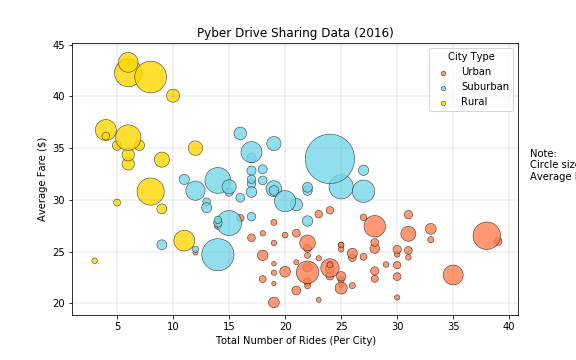 Pyber Drive Sharing Data (2016)
45
40
35
30
25
20
Average Fare ($)
5
10
15
20
25
30
35
40
Total Number of Rides (Per City)
City Type
Urban
Suburban
Rural
Note:
Circle size
Average